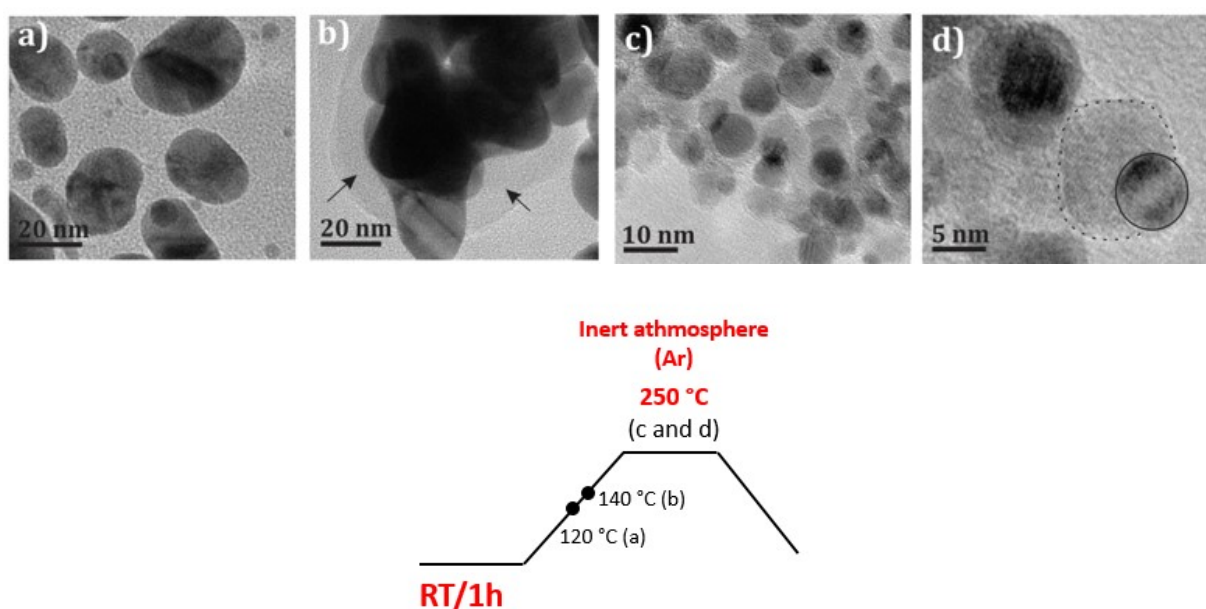 a)
20 nm
b)
20 nm
c)
10 nm
d)
5 nm
Inert athmosphere
(Ar)
250 °C
(c and d)
140 °C (b)
120 °C (a)
RT/1h